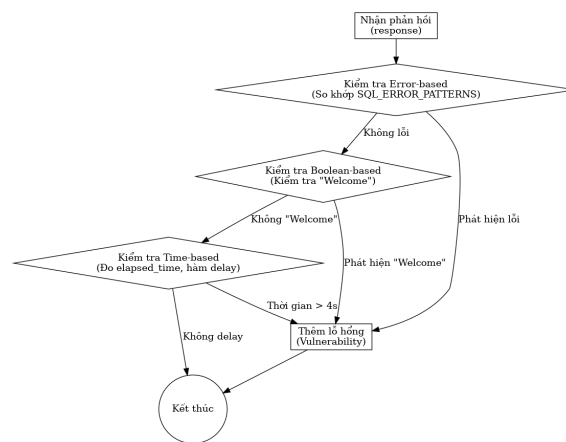 Nhận phản hồi
(response)
Kiểm tra Error-based
(So khớp SQL_ERROR_PATTERNS)
Không lỗi
Kiểm tra Boolean-based
(Kiểm tra "Welcome")
Không "Welcome"
Phát hiện lỗi
Kiểm tra Time-based
(Đo elapsed_time, hàm delay)
Phát hiện "Welcome"
Thời gian > 4s
Không delay
Thêm lỗ hổng
(Vulnerability)
Kết thúc